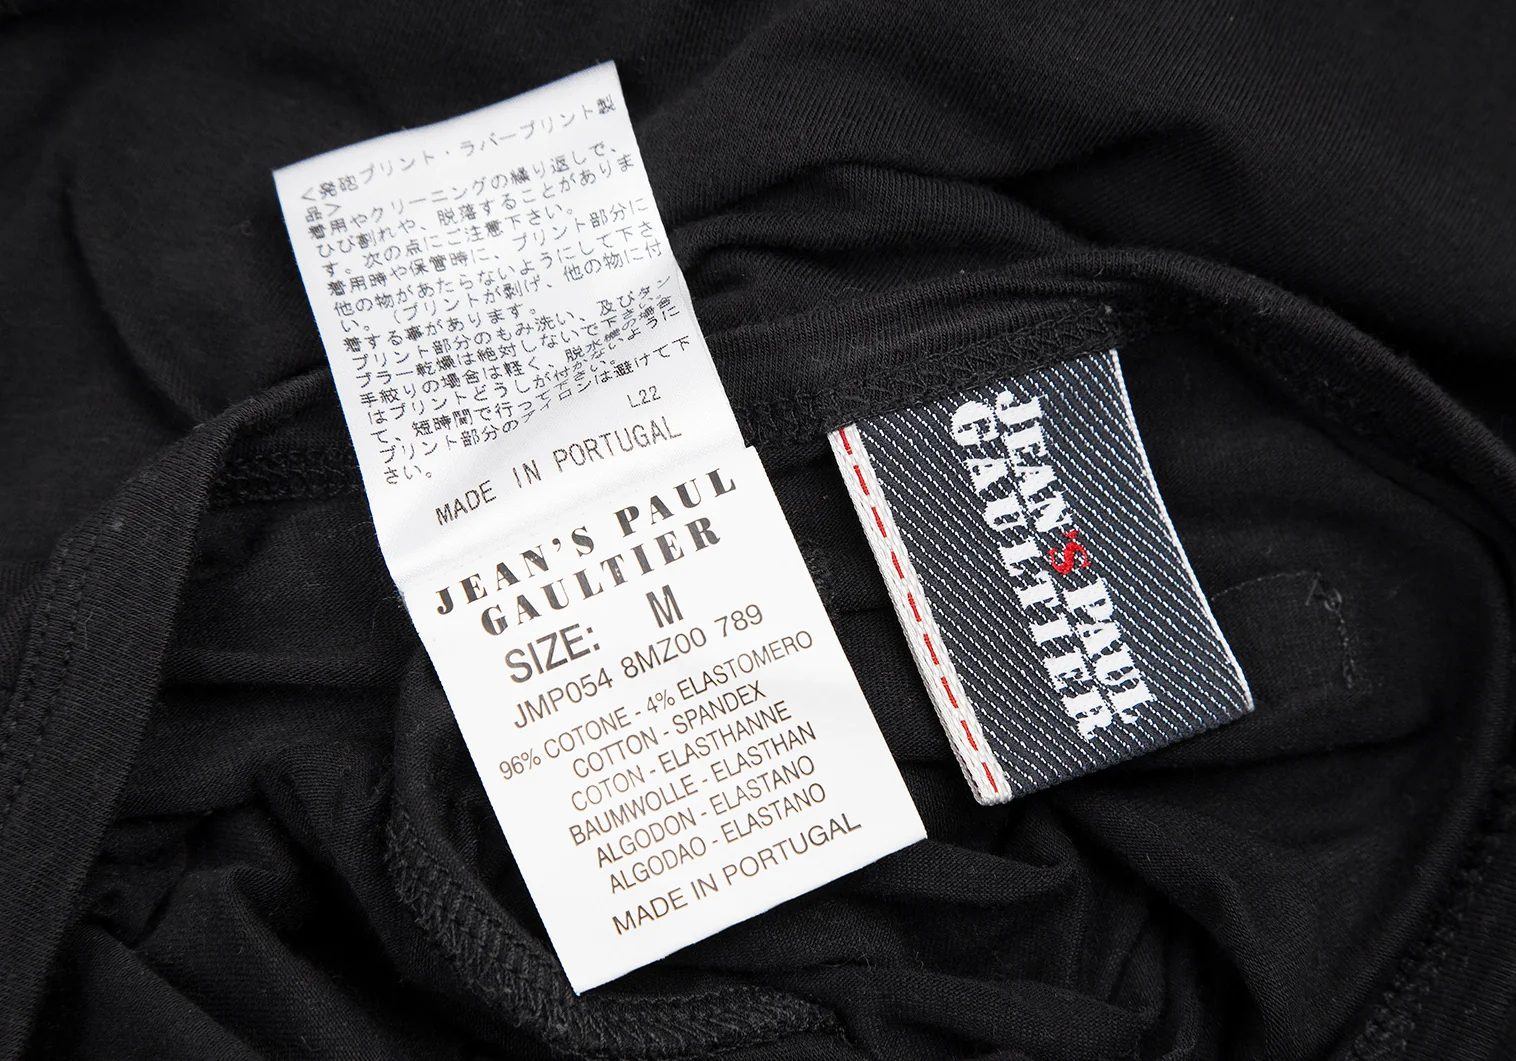 <発砲プリント・ラバープリント製
品>
着用やクリーニングの繰り返しで、
ひび割れや、脱落することがありま
す。次の点にご注意下さい。
着用時や保管時に、プリント部分に
他の物があたらないようにして下さ
い。(プリントが剥げ、他の物に付
着する事があります。
プリント部分のもみ洗い、及びタン
ブラー乾燥は絶対しないで下さい。
手絞りの場合は軽く、脱水機の場合
はプリントどうしが付かないように
て、短時間で行って
プリント部分のアイロンは避けて下
さい。
L22
MADE IN PORTUGAL
JEAN'S PAUL
GAULTIER
SIZE: M
JMP054 8MZ00 789
96% COTONE - 4% ELASTOMERO
COTTON - SPANDEX
COTON - ELASTHANNE
BAUMWOLLE - ELASTHAN
ALGODON - ELASTANO
ALGODAO - ELASTANO
MADE IN PORTUGAL
JEAN'S PAUL
GAULTIER